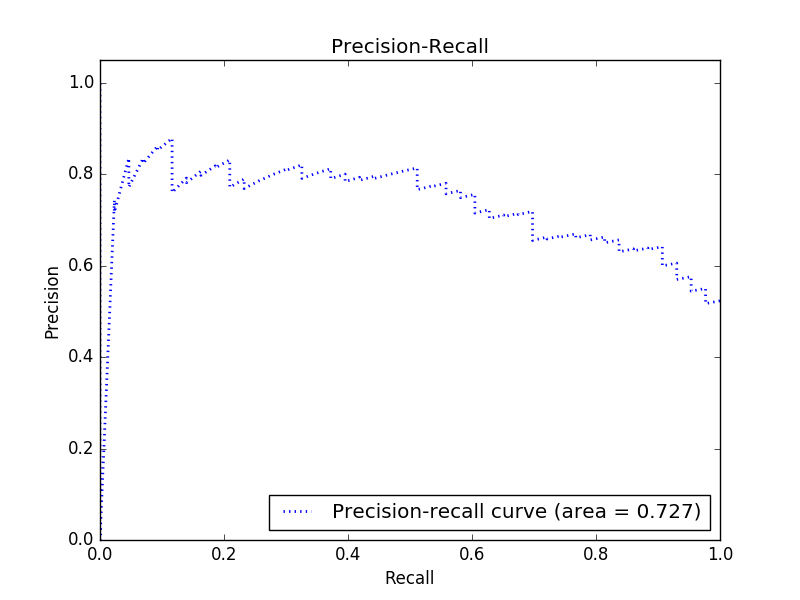 Precision-Recall
1.0
0.8
0.6
0.4
0.2
0.0
Precision
Precision-recall curve (area = 0.727)
0.0 0.2 0.4 0.6 0.8 1.0
Recall